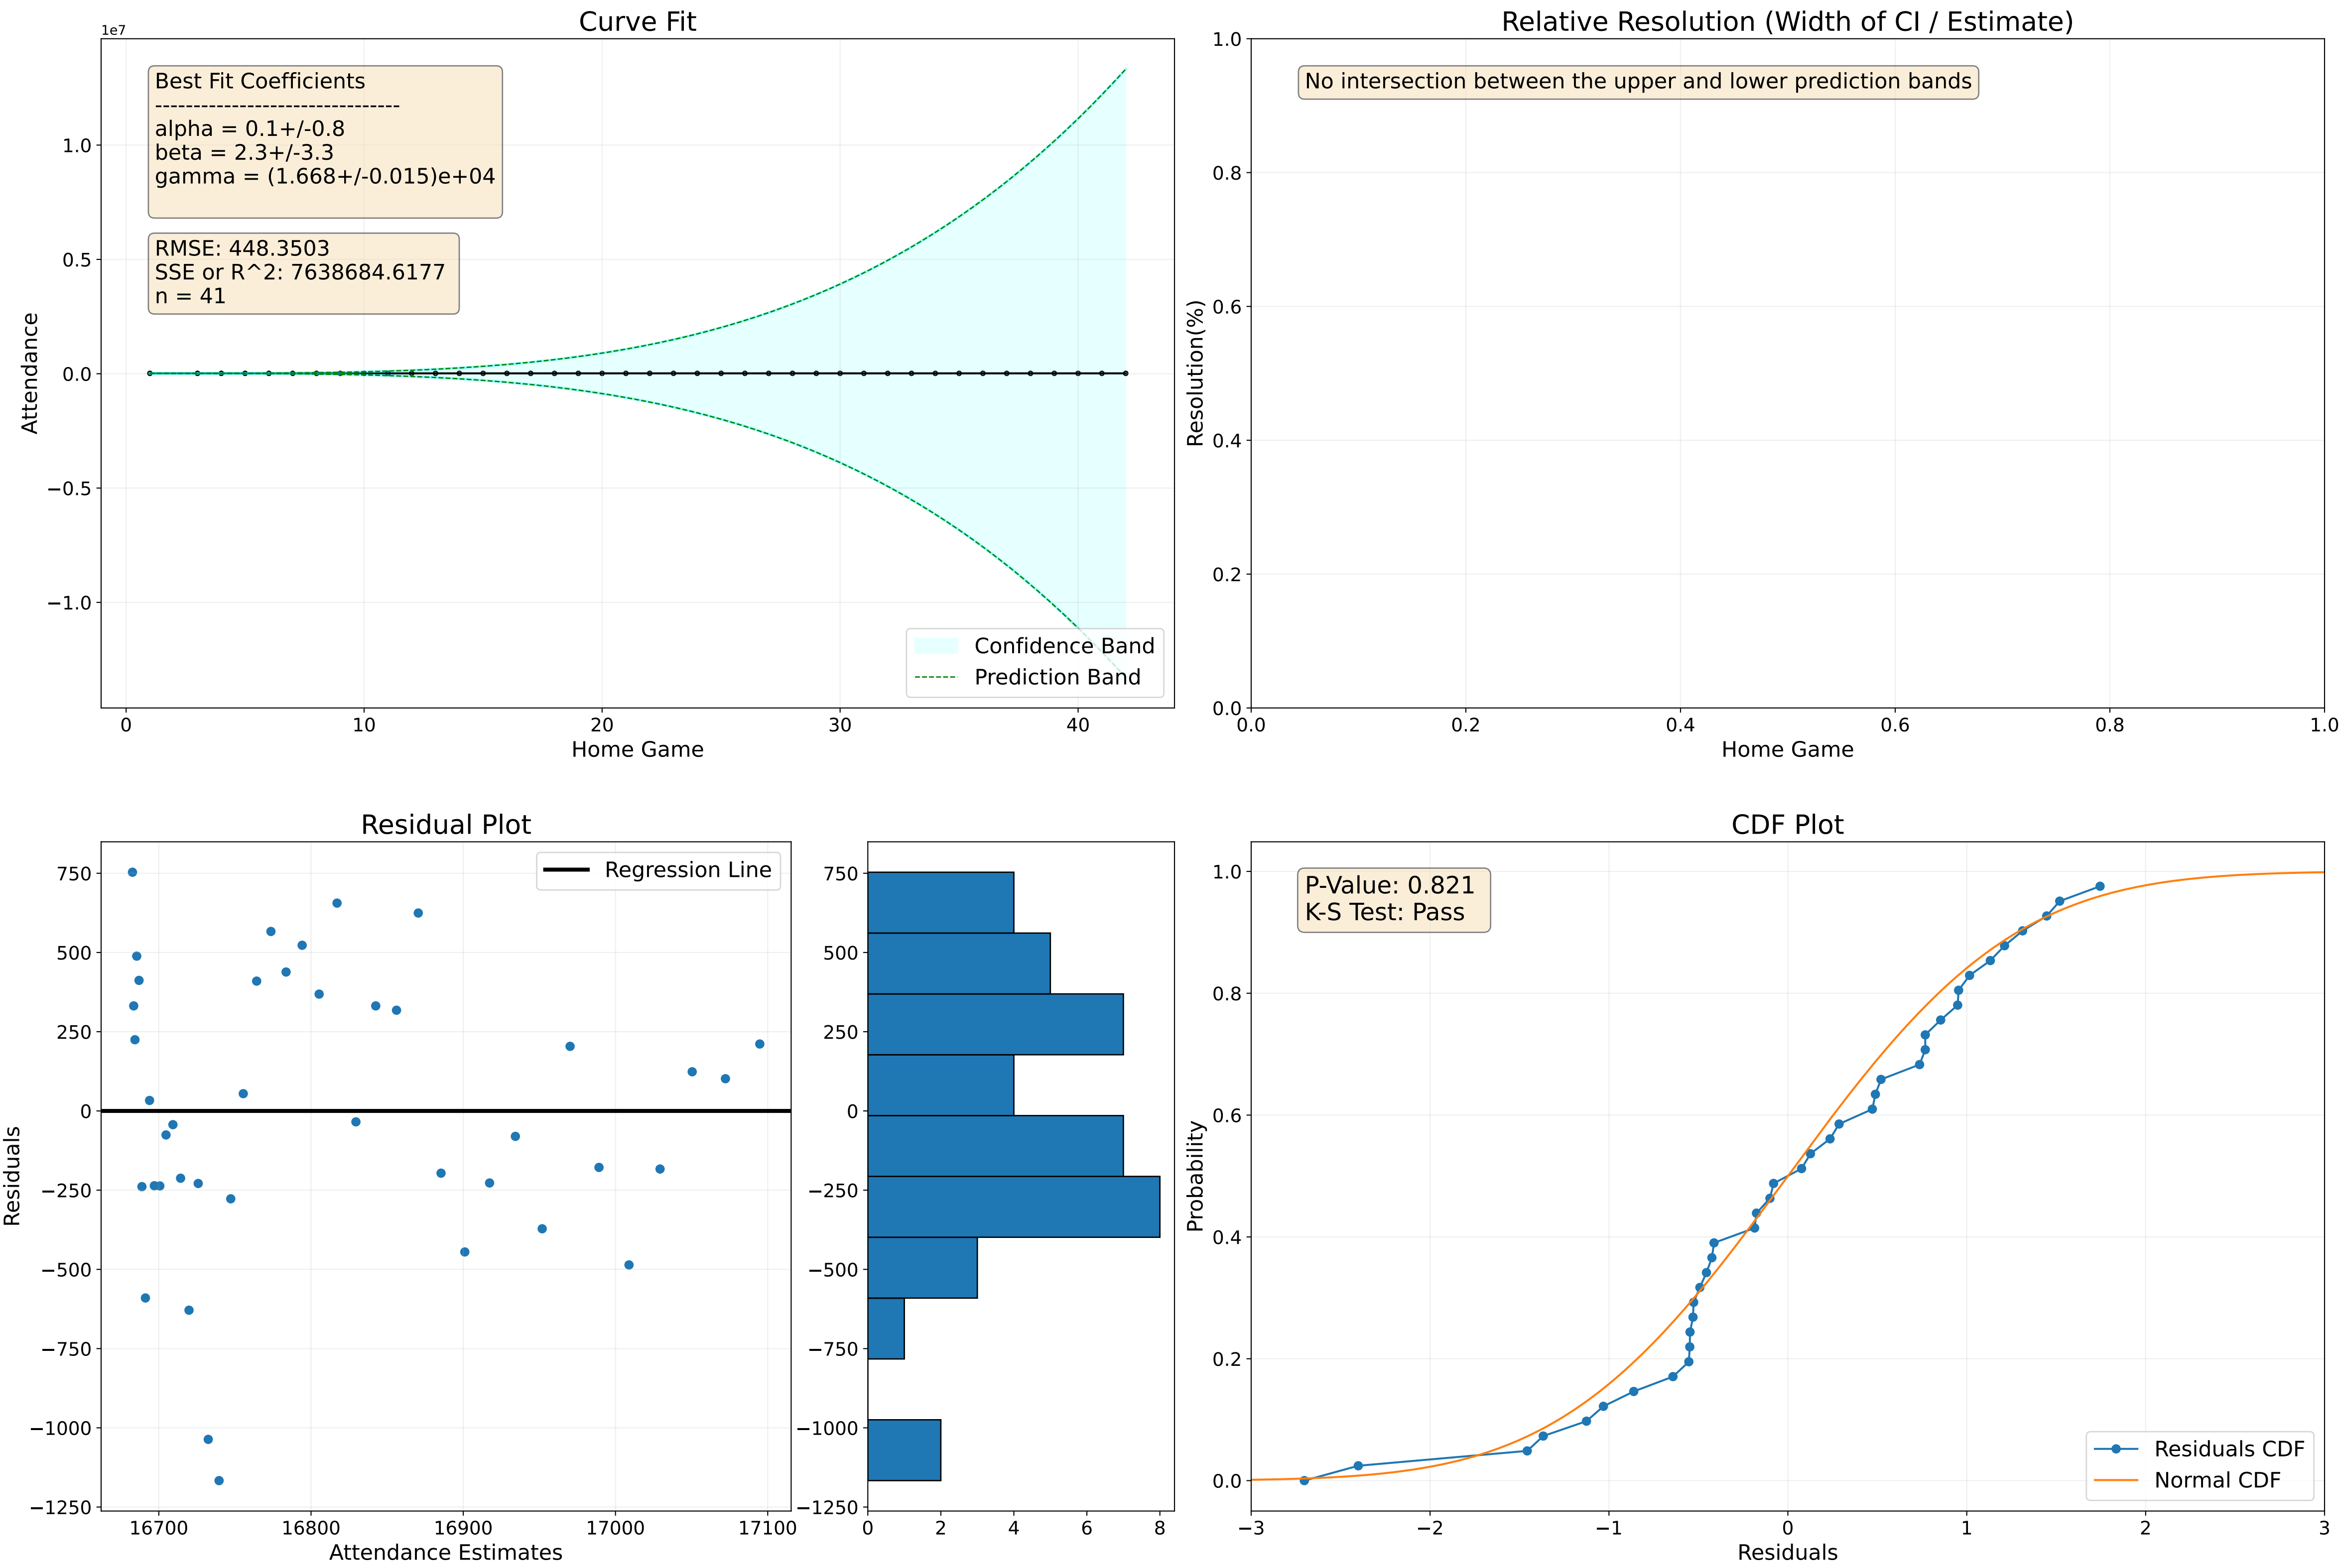 Curve Fit
1e7
Best Fit Coefficients
--------------------------------
alpha = 0.1+/-0.8
beta = 2.3+/-3.3
gamma = (1.668+/-0.015)e+04
RMSE: 448.3503
SSE or R^2: 7638684.6177
n = 41
1.0
0.5
0.0
−0.5
−1.0
Attendance
Confidence Band
Prediction Band
0 10 20 30 40
Home Game
Relative Resolution (Width of CI / Estimate)
No intersection between the upper and lower prediction bands
1.0
0.8
0.6
0.4
0.2
0.0
Resolution(%)
0.0 0.2 0.4 0.6 0.8 1.0
Home Game
Residual Plot
Regression Line
750
500
250
0
−250
−500
−750
−1000
−1250
Residuals
16700 16800 16900 17000 17100
Attendance Estimates
750
500
250
0
−250
−500
−750
−1000
−1250
0 2 4 6 8
CDF Plot
P-Value: 0.821
K-S Test: Pass
1.0
0.8
0.6
0.4
0.2
0.0
Probability
Residuals CDF
Normal CDF
−3 −2 −1 0 1 2 3
Residuals